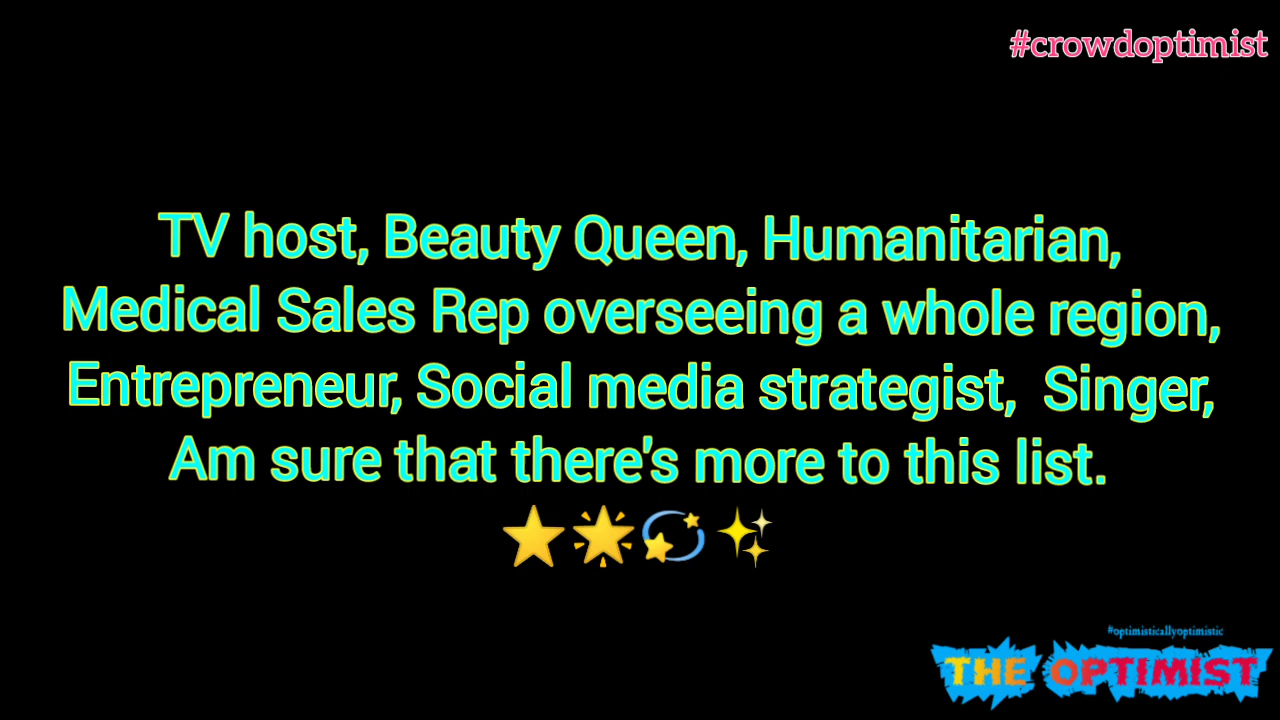 #crowdoptimist
TV host, Beauty Queen, Humanitarian,
Medical Sales Rep overseeing a whole region,
Entrepreneur, Social media strategist,  Singer,
Am sure that there's more to this list.
⭐🌟💫✨
#optimisticallyoptimistic
THE OPTIMIST